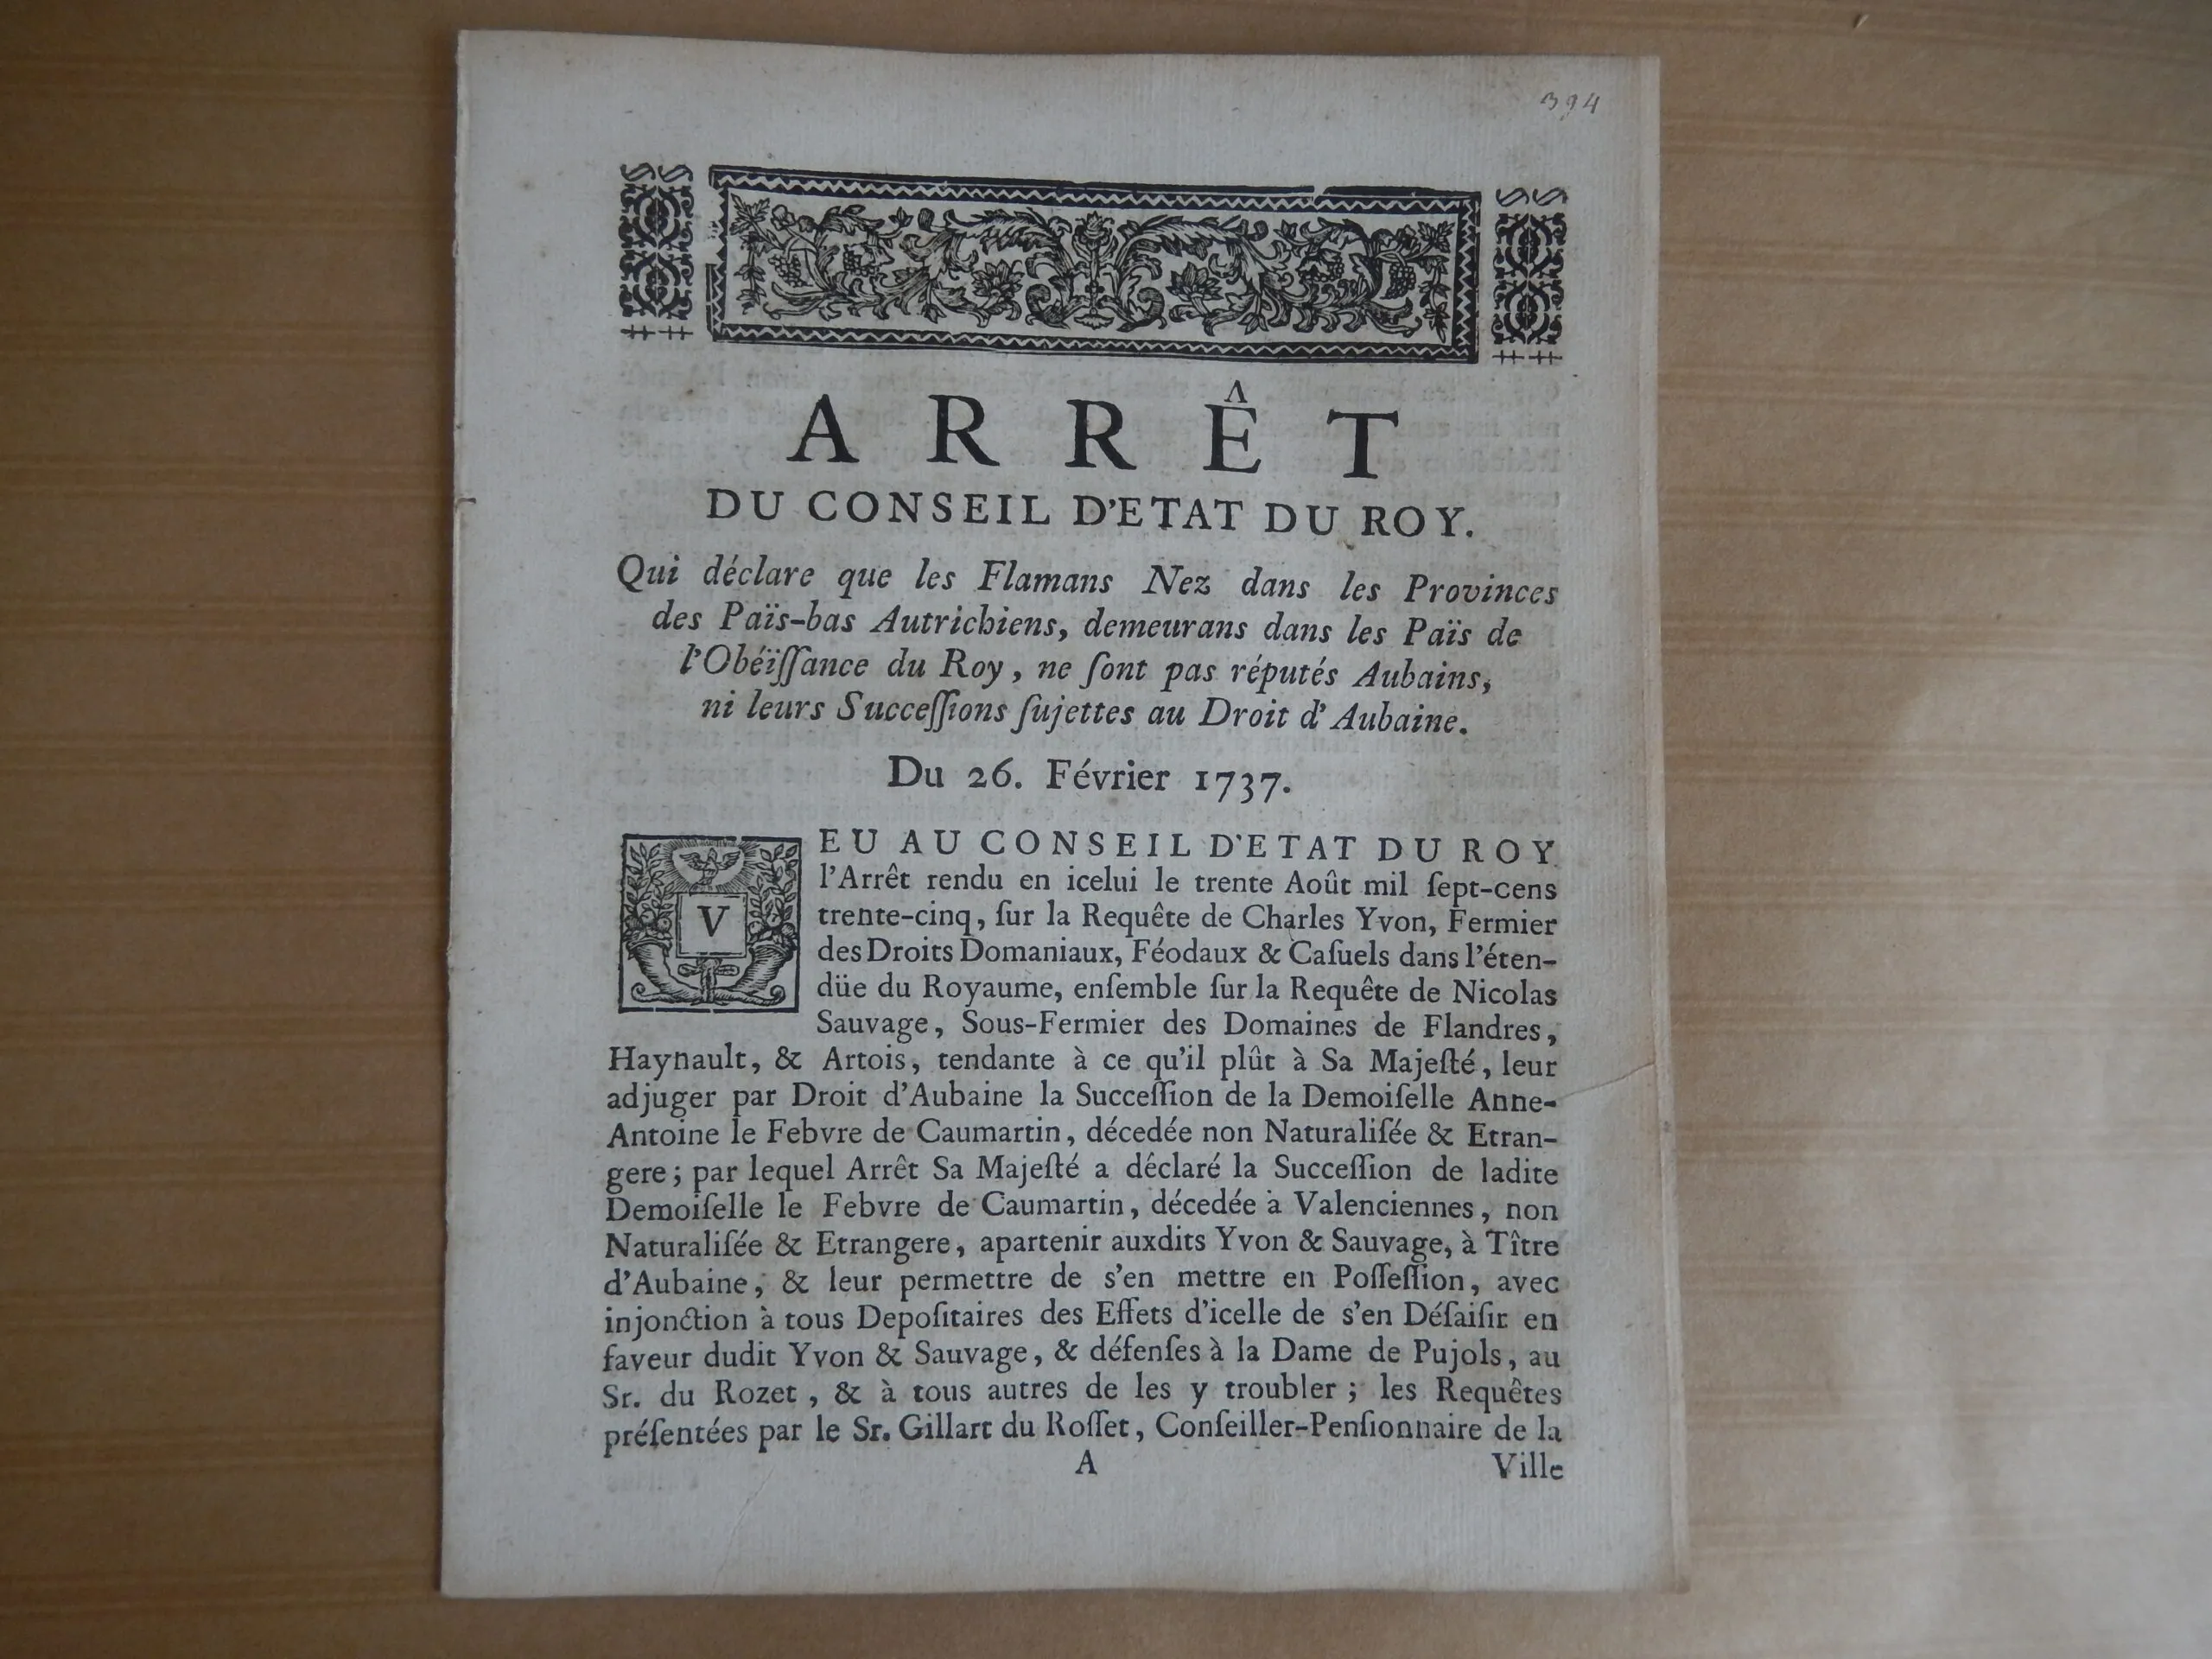 394
ARRÊT
DU CONSEIL D'ETAT DU ROY.
Qui déclare que les Flamans Nez dans les Provinces
des Païs-bas Autrichiens, demeurans dans les Païs de
l'Obéïſſance du Roy, ne ſont pas réputés Aubains,
ni leurs Succeſſions ſujettes au Droit d'Aubaine.
Du 26. Février 1737.
VEU AU CONSEIL D'ETAT DU ROY
l'Arrêt rendu en icelui le trente Août mil ſept-cens
trente-cinq, ſur la Requête de Charles Yvon, Fermier
des Droits Domaniaux, Féodaux & Caſuels dans l'éten-
düe du Royaume, enſemble ſur la Requête de Nicolas
Sauvage, Sous-Fermier des Domaines de Flandres,
Haynault, & Artois, tendante à ce qu'il plût à Sa Majeſté, leur
adjuger par Droit d'Aubaine la Succeſſion de la Demoiſelle Anne-
Antoine le Febvre de Caumartin, décedée non Naturaliſée & Etran-
gere; par lequel Arrêt Sa Majeſté a déclaré la Succeſſion de ladite
Demoiſelle le Febvre de Caumartin, décedée à Valenciennes, non
Naturaliſée & Etrangere, apartenir auxdits Yvon & Sauvage, à Tître
d'Aubaine, & leur permettre de s'en mettre en Poſſeſſion, avec
injonction à tous Depoſitaires des Effets d'icelle de s'en Déſaiſir en
faveur dudit Yvon & Sauvage, & défenſes à la Dame de Pujols, au
Sr. du Rozet, & à tous autres de les y troubler; les Requêtes
préſentées par le Sr. Gillart du Roſſet, Conſeiller-Penſionnaire de la
A Ville